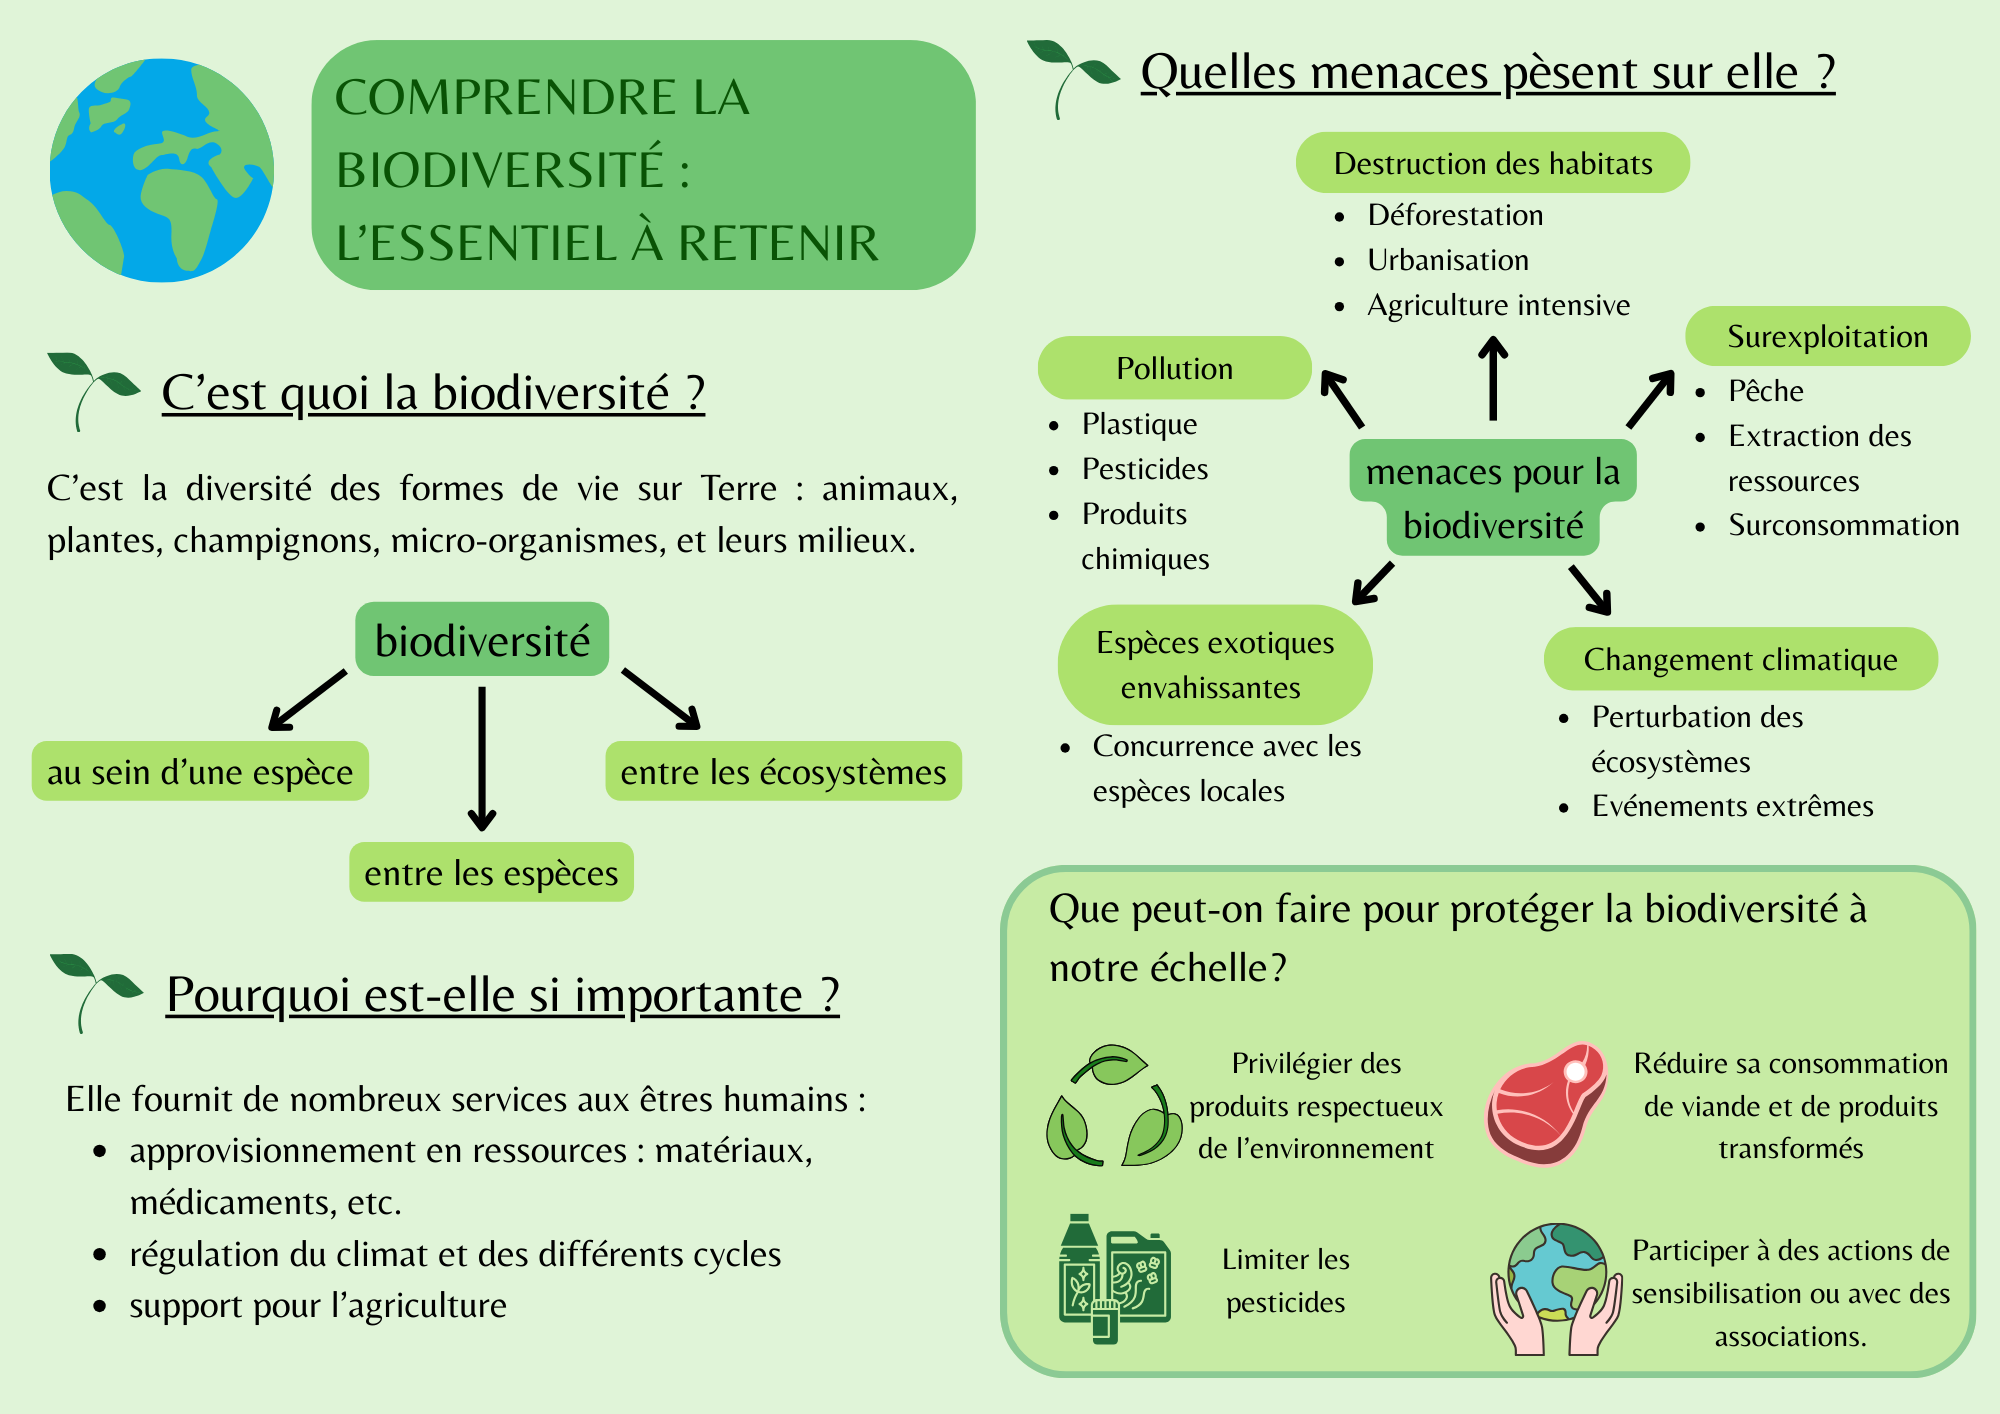 COMPRENDRE LA
BIODIVERSITÉ :
L’ESSENTIEL À RETENIR
C’est quoi la biodiversité ?
C’est la diversité des formes de vie sur Terre : animaux,
plantes, champignons, micro-organismes, et leurs milieux.
biodiversité
au sein d’une espèce
entre les écosystèmes
entre les espèces
Pourquoi est-elle si importante ?
Elle fournit de nombreux services aux êtres humains :
• approvisionnement en ressources : matériaux,
médicaments, etc.
• régulation du climat et des différents cycles
• support pour l’agriculture
Quelles menaces pèsent sur elle ?
Destruction des habitats
• Déforestation
• Urbanisation
• Agriculture intensive
Pollution
• Plastique
• Pesticides
• Produits
chimiques
Surexploitation
• Pêche
• Extraction des
ressources
• Surconsommation
menaces pour la
biodiversité
Espèces exotiques
envahissantes
• Concurrence avec les
espèces locales
Changement climatique
• Perturbation des
écosystèmes
• Evénements extrêmes
Que peut-on faire pour protéger la biodiversité à
notre échelle?
Privilégier des
produits respectueux
de l’environnement
Réduire sa consommation
de viande et de produits
transformés
Limiter les
pesticides
Participer à des actions de
sensibilisation ou avec des
associations.